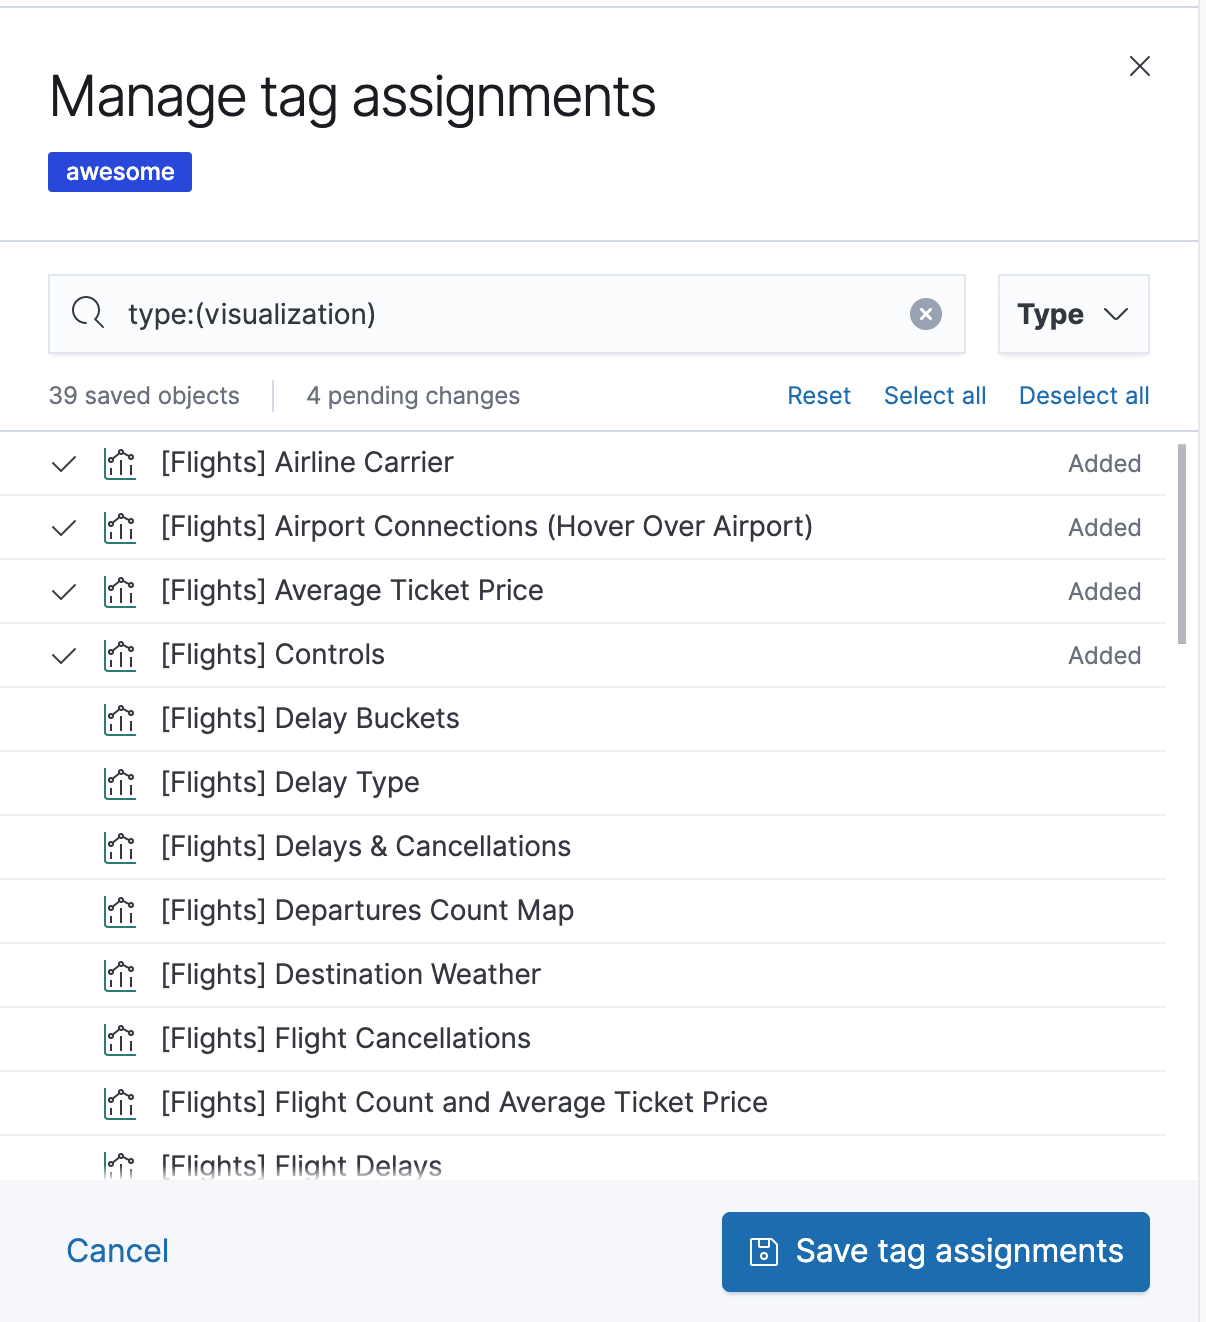 Manage tag assignments
awesome
type:(visualization)
Type
39 saved objects
4 pending changes
Reset
Select all
Deselect all
[Flights] Airline Carrier
Added
[Flights] Airport Connections (Hover Over Airport)
Added
[Flights] Average Ticket Price
Added
[Flights] Controls
Added
[Flights] Delay Buckets
[Flights] Delay Type
[Flights] Delays & Cancellations
[Flights] Departures Count Map
[Flights] Destination Weather
[Flights] Flight Cancellations
[Flights] Flight Count and Average Ticket Price
[Flights] Flight Delays
Cancel
Save tag assignments